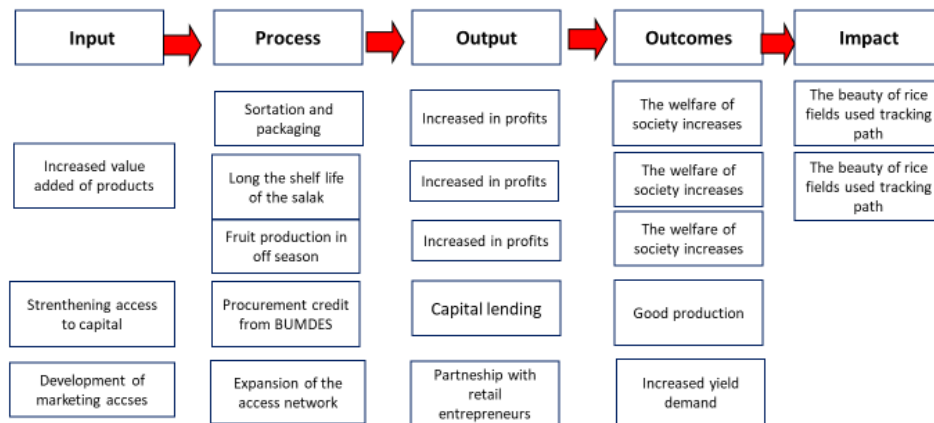 Input
Process
Output
Outcomes
Impact
Sortation and
packaging
Increased in profits
The welfare of
society increases
The beauty of rice
fields used tracking
path
Increased value
added of products
Long the shelf life
of the salak
Increased in profits
The welfare of
society increases
The beauty of rice
fields used tracking
path
Fruit production in
off season
Increased in profits
The welfare of
society increases
Strenthening access
to capital
Procurement credit
from BUMDES
Capital lending
Good production
Development of
marketing accses
Expansion of the
access network
Partneship with
retail
entrepreneurs
Increased yield
demand